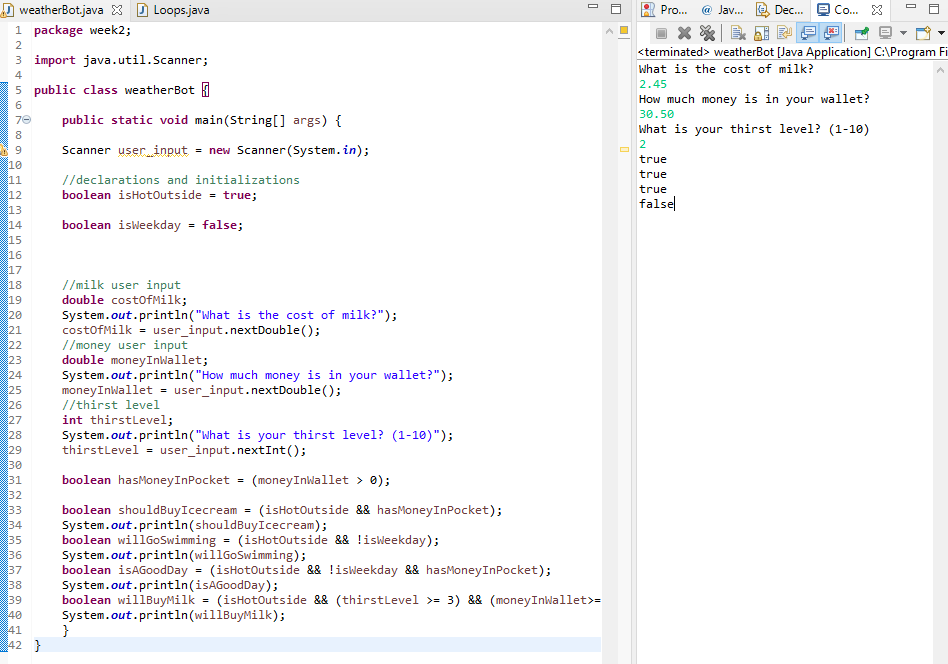 weatherBot.java Loops.java
1 package week2;
2
3 import java.util.Scanner;
4
5 public class weatherBot {
6
7 public static void main(String[] args) {
8
9 Scanner user_input = new Scanner(System.in);
10
11 //declarations and initializations
12 boolean isHotOutside = true;
13
14 boolean isWeekday = false;
15
16
17
18 //milk user input
19 double costOfMilk;
20 System.out.println("What is the cost of milk?");
21 costOfMilk = user_input.nextDouble();
22 //money user input
23 double moneyInWallet;
24 System.out.println("How much money is in your wallet?");
25 moneyInWallet = user_input.nextDouble();
26 //thirst level
27 int thirstLevel;
28 System.out.println("What is your thirst level? (1-10)");
29 thirstLevel = user_input.nextInt();
30
31 boolean hasMoneyInPocket = (moneyInWallet > 0);
32
33 boolean shouldBuyIcecream = (isHotOutside && hasMoneyInPocket);
34 System.out.println(shouldBuyIcecream);
35 boolean willGoSwimming = (isHotOutside && !isWeekday);
36 System.out.println(willGoSwimming);
37 boolean isAGoodDay = (isHotOutside && !isWeekday && hasMoneyInPocket);
38 System.out.println(isAGoodDay);
39 boolean willBuyMilk = (isHotOutside && (thirstLevel >= 3) && (moneyInWallet>=
40 System.out.println(willBuyMilk);
41 }
42 }
Pro... @ Jav... Dec... Co...
<terminated> weatherBot [Java Application] C:\Program Fi
What is the cost of milk?
2.45
How much money is in your wallet?
30.50
What is your thirst level? (1-10)
2
true
true
true
false